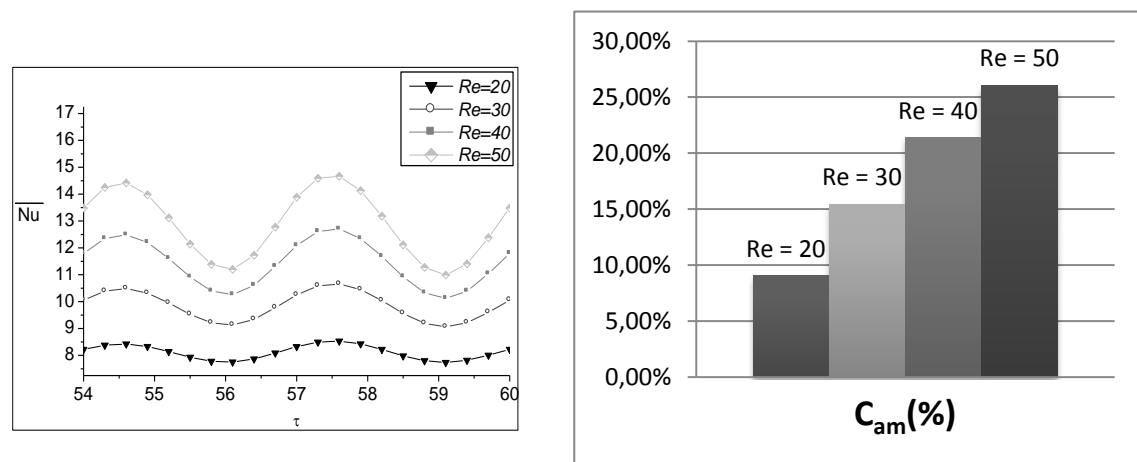 Re=20
Re=30
Re=40
Re=50
17
16
15
14
13
12
11
10
9
8
Nu
54 55 56 57 58 59 60
τ
30,00%
25,00%
20,00%
15,00%
10,00%
5,00%
0,00%
Re = 50
Re = 40
Re = 30
Re = 20
Cam(%)